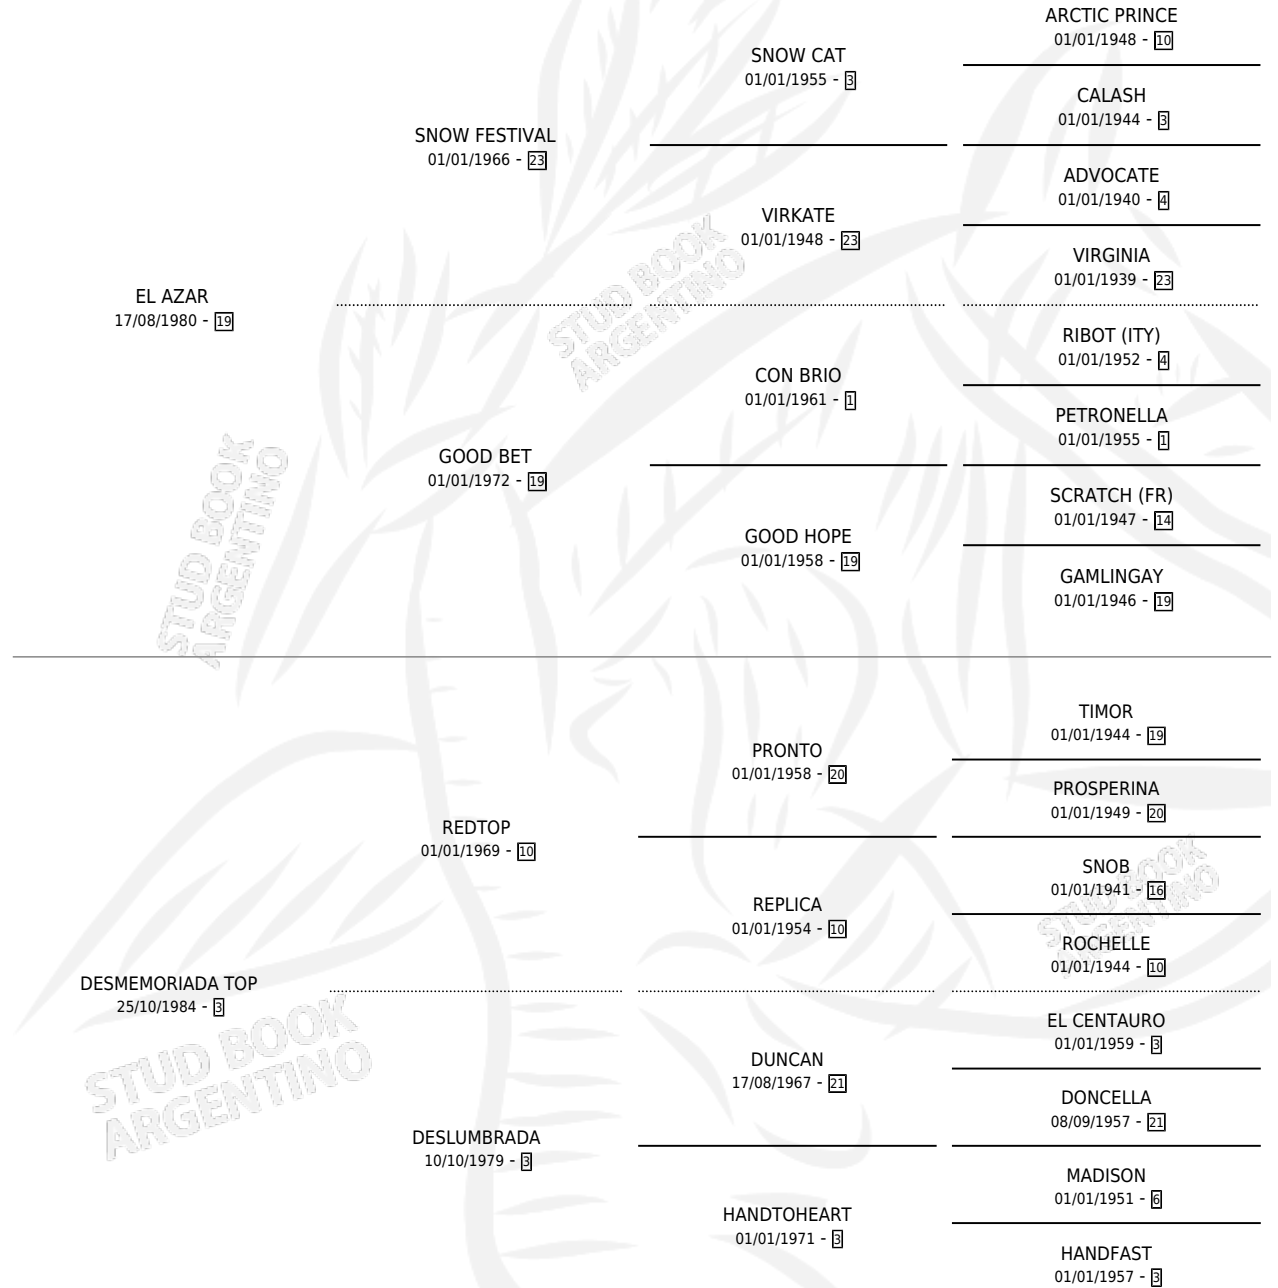 ARCTIC PRINCE
01/01/1948 - 10
SNOW CAT
01/01/1955 - 3
CALASH
01/01/1944 - 3
SNOW FESTIVAL
01/01/1966 - 23
ADVOCATE
01/01/1940 - 4
VIRKATE
01/01/1948 - 23
VIRGINIA
01/01/1939 - 23
EL AZAR
17/08/1980 - 19
RIBOT (ITY)
01/01/1952 - 4
CON BRIO
01/01/1961 - 1
PETRONELLA
01/01/1955 - 1
GOOD BET
01/01/1972 - 19
SCRATCH (FR)
01/01/1947 - 14
GOOD HOPE
01/01/1958 - 19
GAMLINGAY
01/01/1946 - 19
TIMOR
01/01/1944 - 19
PRONTO
01/01/1958 - 20
PROSPERINA
01/01/1949 - 20
REDTOP
01/01/1969 - 10
SNOB
01/01/1941 - 16
REPLICA
01/01/1954 - 10
ROCHELLE
01/01/1944 - 10
DESMEMORIADA TOP
25/10/1984 - 3
EL CENTAURO
01/01/1959 - 3
DUNCAN
17/08/1967 - 21
DONCELLA
08/09/1957 - 21
DESLUMBRADA
10/10/1979 - 3
MADISON
01/01/1951 - 6
HANDTOHEART
01/01/1971 - 3
HANDFAST
01/01/1957 - 3
STUD BOOK
ARGENTINO
STUD BOOK
ARGENTINO
STUD BOOK
ARGENTINO
STUD BOOK
ARGENTINO